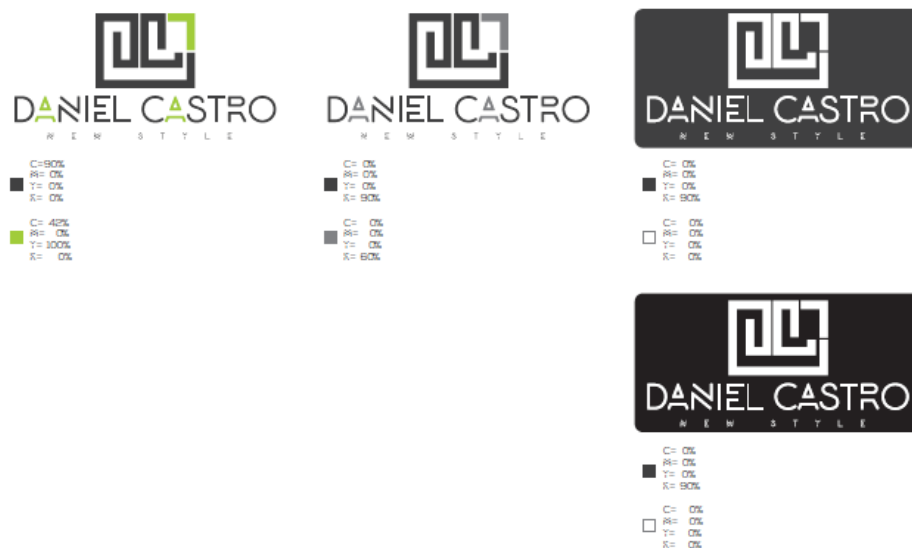 DANIEL CASTRO
NEW STYLE
C=90%
M= 0%
Y= 0%
K= 0%
C= 42%
M= 0%
Y= 100%
K= 0%
DANIEL CASTRO
NEW STYLE
C= 0%
M= 0%
Y= 0%
K= 90%
C= 0%
M= 0%
Y= 0%
K= 60%
DANIEL CASTRO
NEW STYLE
C= 0%
M= 0%
Y= 0%
K= 90%
C= 0%
M= 0%
Y= 0%
K= 0%
DANIEL CASTRO
NEW STYLE
C= 0%
M= 0%
Y= 0%
K= 90%
C= 0%
M= 0%
Y= 0%
K= 0%